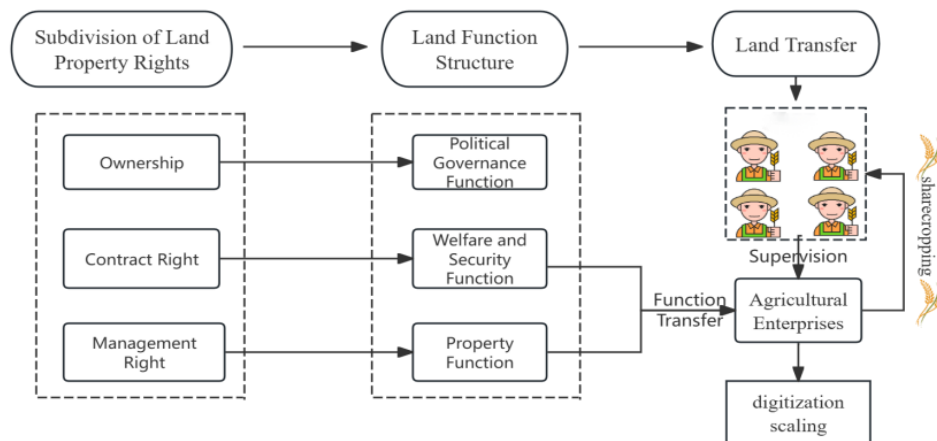 Subdivision of Land
Property Rights
Land Function
Structure
Land Transfer
Ownership
Political
Governance
Function
Contract Right
Welfare and
Security
Function
Management
Right
Property
Function
Function
Transfer
Supervision
Agricultural
Enterprises
sharecropping
digitization
scaling